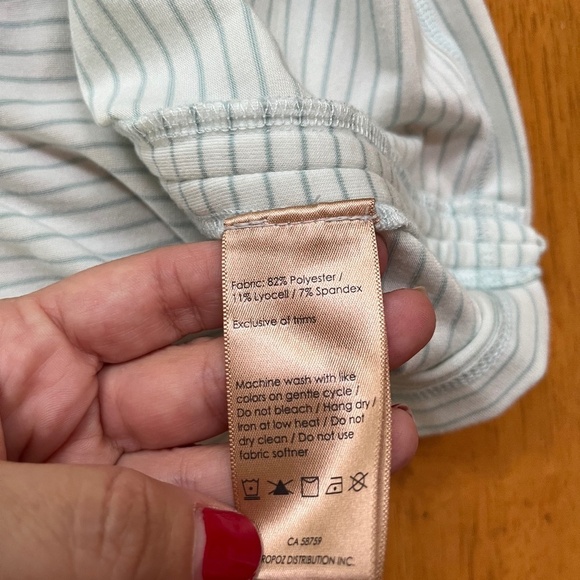 Fabric: 82% Polyester /
11% Lyocell / 7% Spandex
Exclusive of trims
Machine wash with like
colors on gentle cycle /
Do not bleach / Hang dry /
Iron at low heat / Do not
dry clean / Do not use
fabric softner
CA 58759
DISTRIBUTION INC.